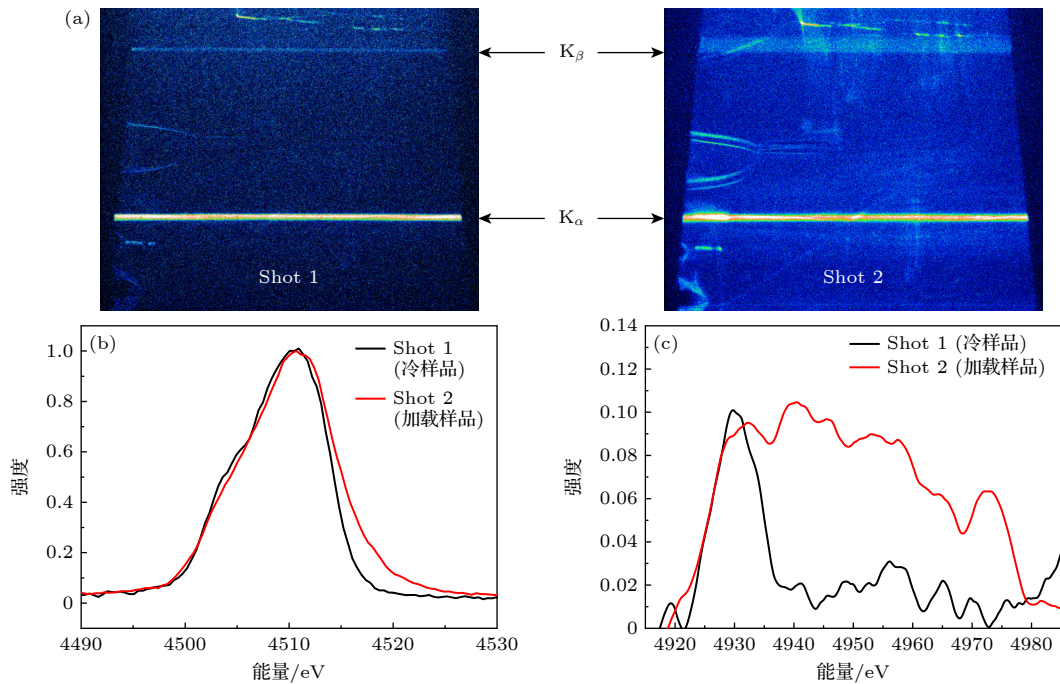 (a)
K_β
K_α
Shot 1
Shot 2
(b)
Shot 1
(冷样品)
Shot 2
(加载样品)
1.0
0.8
0.6
0.4
0.2
0
强度
4490 4500 4510 4520 4530
能量/eV
(c)
Shot 1 (冷样品)
Shot 2 (加载样品)
0.14
0.12
0.10
0.08
0.06
0.04
0.02
0
强度
4920 4930 4940 4950 4960 4970 4980
能量/eV